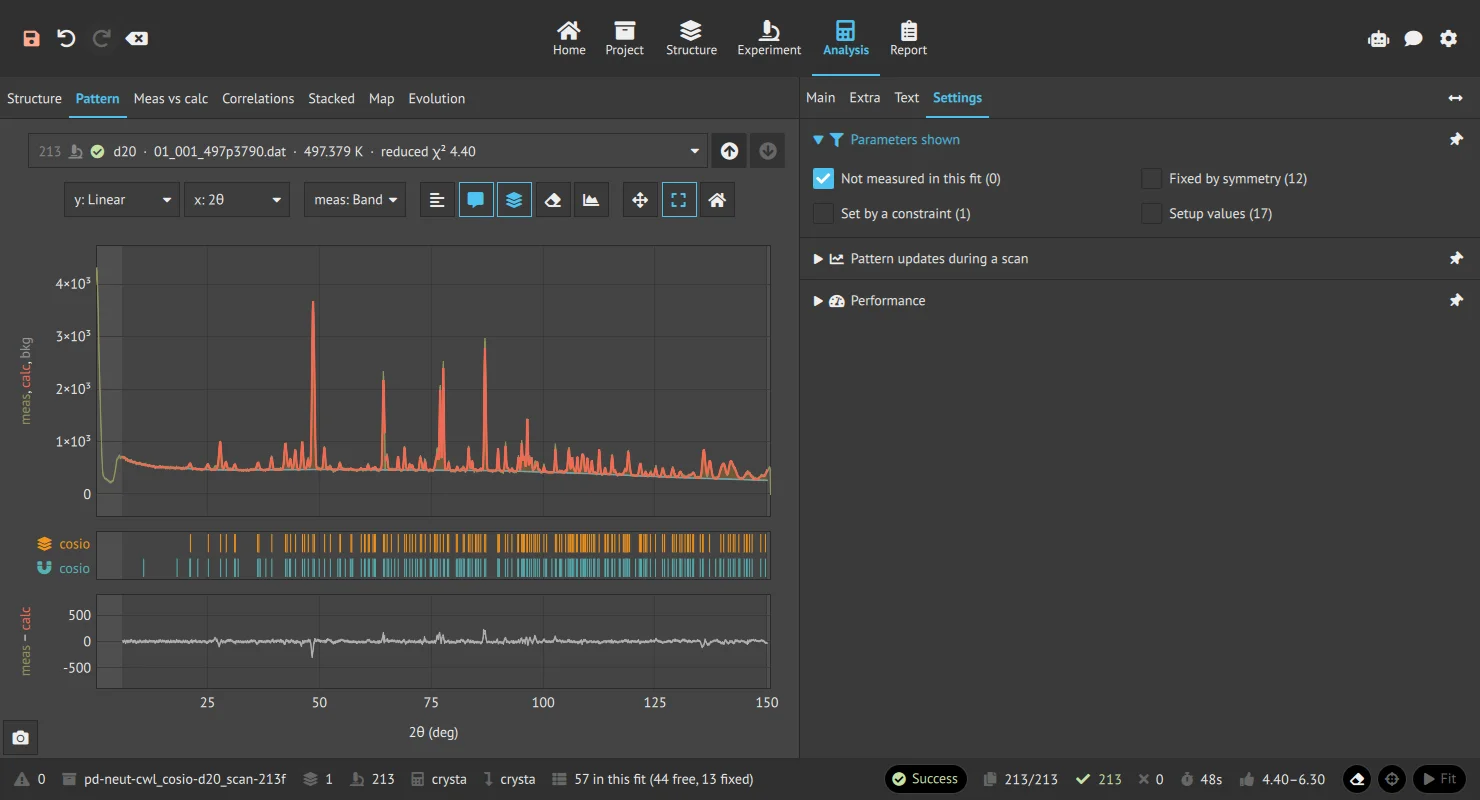 Home Project Structure Experiment Analysis Report
Structure Pattern Meas vs calc Correlations Stacked Map Evolution
Main Extra Text Settings
213 d20 · 01_001_497p3790.dat · 497.379 K · reduced χ² 4.40
y: Linear x: 2θ meas: Band
4×10³
3×10³
2×10³
1×10³
0
meas, calc, bkg
cosio
cosio
500
0
-500
meas − calc
25 50 75 100 125 150
2θ (deg)
Parameters shown
Not measured in this fit (0) Fixed by symmetry (12)
Set by a constraint (1) Setup values (17)
Pattern updates during a scan
Performance
0 pd-neut-cwl_cosio-d20_scan-213f 1 213 crysta crysta 57 in this fit (44 free, 13 fixed) Success 213/213 213 0 48s 4.40–6.30 Fit